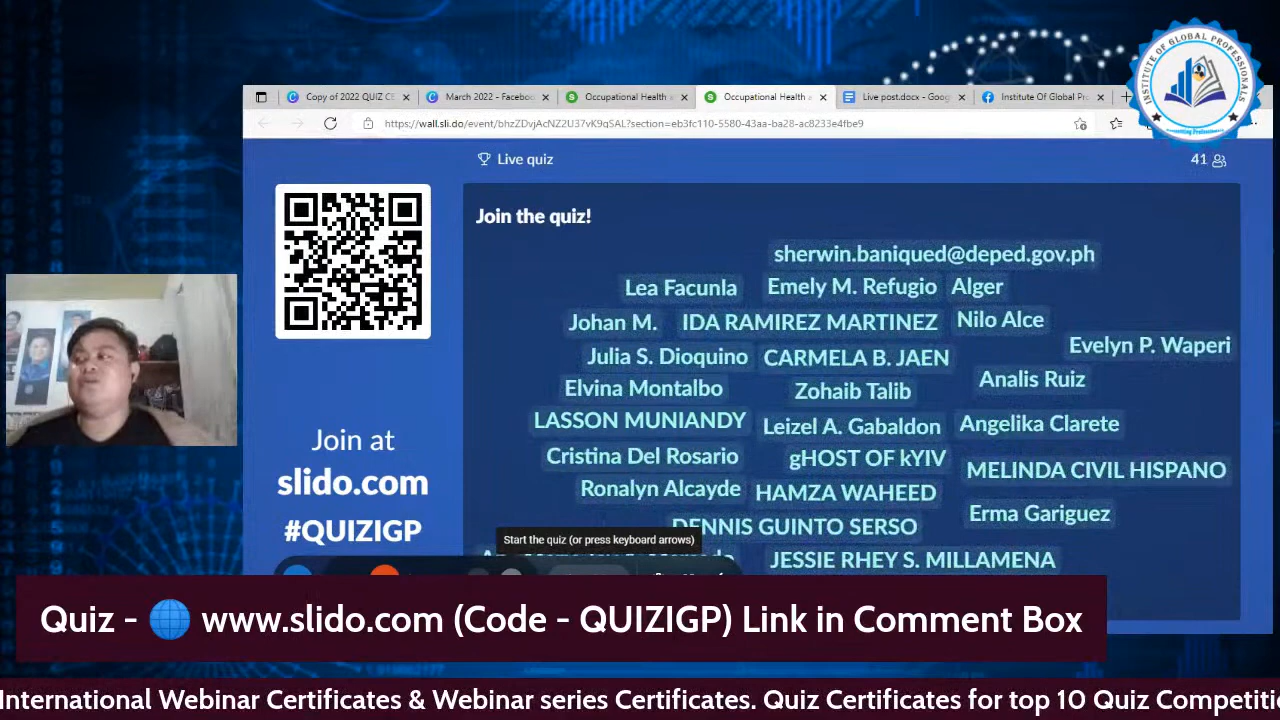 INSTITUTE OF GLOBAL PROFESSIONALS
Copy of 2022 QUIZ CE
March 2022 - Faceboo
Occupational Health
Occupational Health
Live post.docx - Goog
Institute Of Global Pro
https://wall.sli.do/event/bhzZDvjAcNZ2U37vK9qSAL?section=eb3fc110-5580-43aa-ba28-ac8233e4fbe9
Live quiz
41
Join the quiz!
sherwin.baniqued@deped.gov.ph
Lea Facunla Emely M. Refugio Alger
Johan M. IDA RAMIREZ MARTINEZ Nilo Alce
Evelyn P. Waperi
Julia S. Dioquino CARMELA B. JAEN
Analis Ruiz
Elvina Montalbo Zohaib Talib
LASSON MUNIANDY Leizel A. Gabaldon Angelika Clarete
Cristina Del Rosario gHOST OF kYIV MELINDA CIVIL HISPANO
Ronalyn Alcayde HAMZA WAHEED
Erma Gariguez
DENNIS GUINTO SERSO
JESSIE RHEY S. MILLAMENA
Join at
slido.com
#QUIZIGP
Start the quiz (or press keyboard arrows)
Quiz - www.slido.com (Code - QUIZIGP) Link in Comment Box
International Webinar Certificates & Webinar series Certificates. Quiz Certificates for top 10 Quiz Competiti